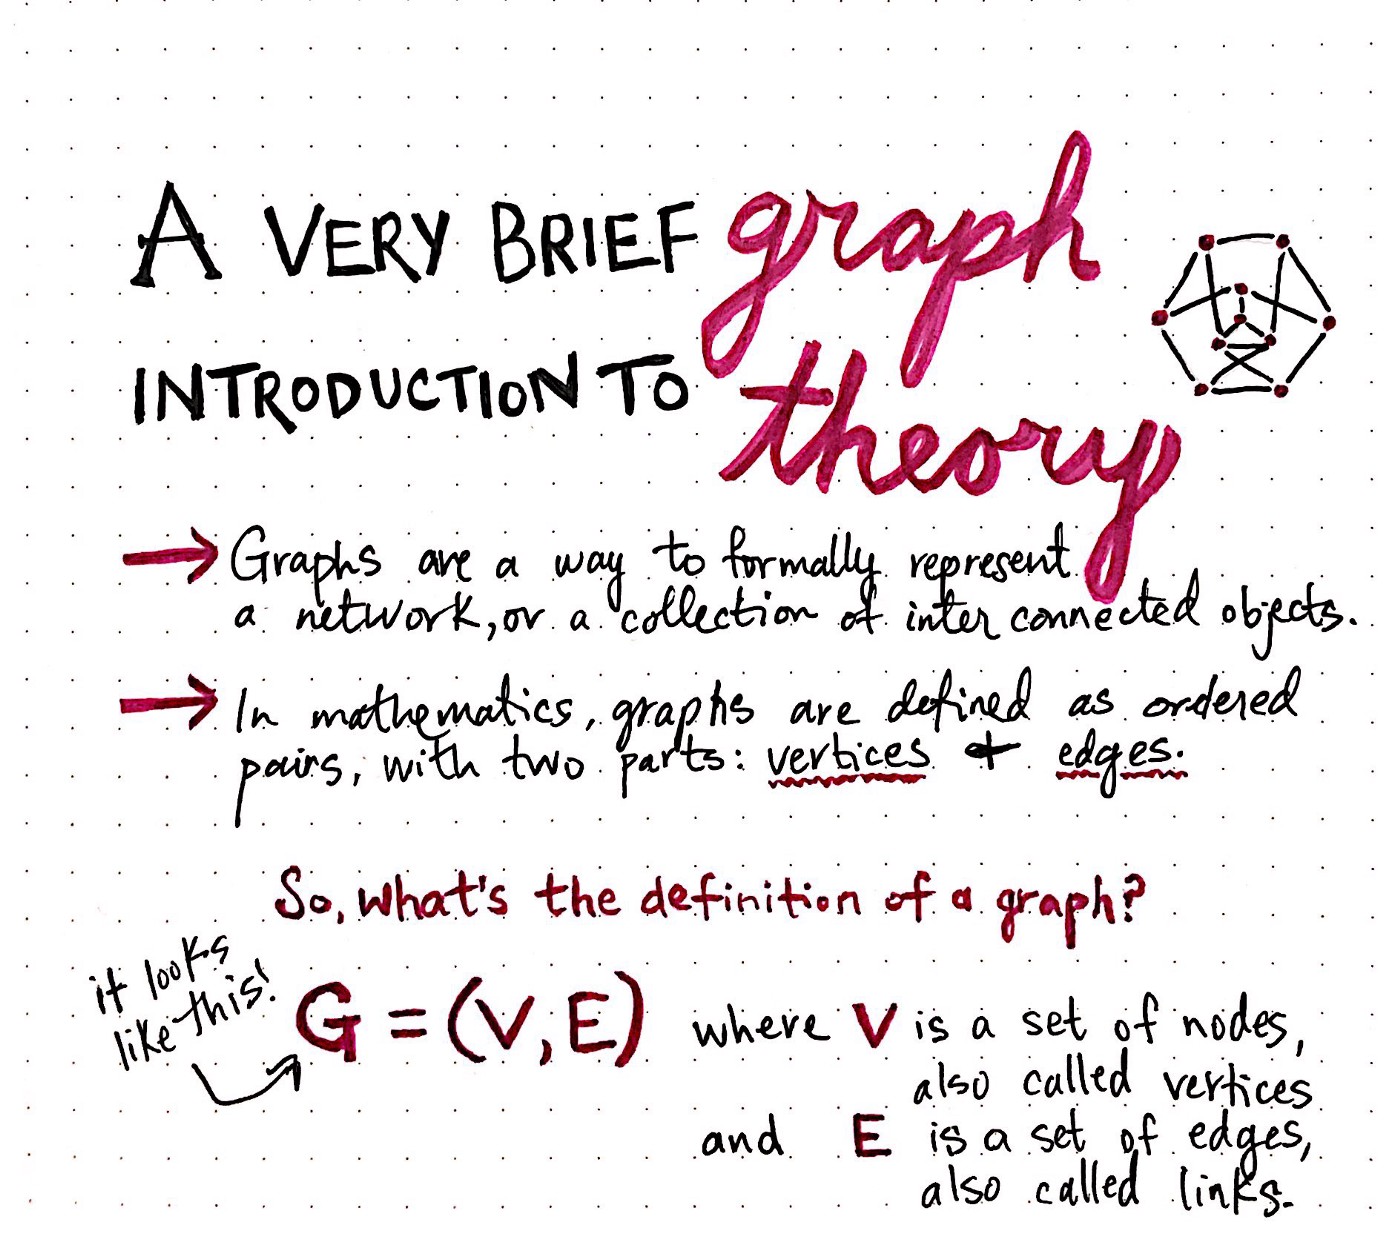 A VERY BRIEF graph
INTRODUCTION TO theory
→ Graphs are a way to formally represent
a network, or a collection of inter connected objects.
→ In mathematics, graphs are defined as ordered
pairs, with two parts: vertices + edges.
So, what's the definition of a graph?
it looks
like this!
G = (V, E) where V is a set of nodes,
also called vertices
and E is a set of edges,
also called links.